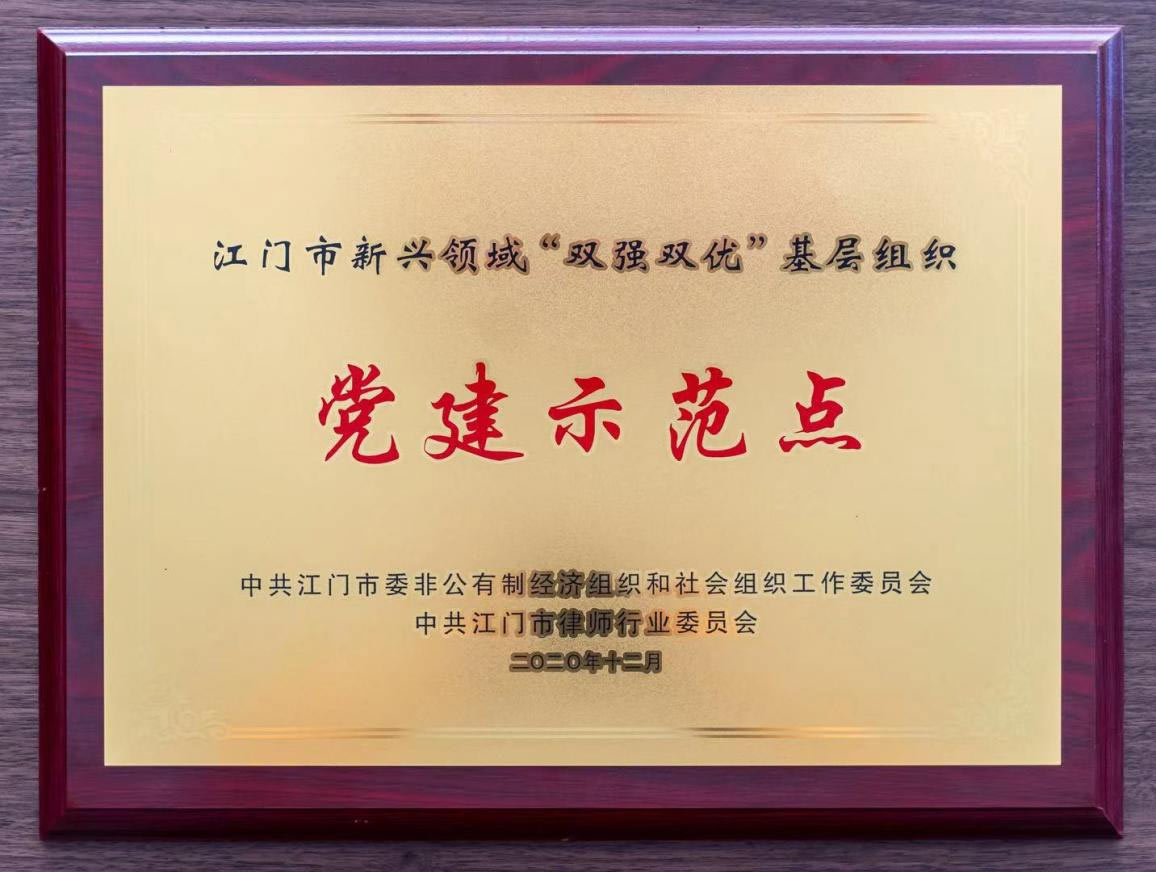 江门市新兴领域“双强双优”基层组织
党建示范点
中共江门市委非公有制经济组织和社会组织工作委员会
中共江门市律师行业委员会
二〇二〇年十二月